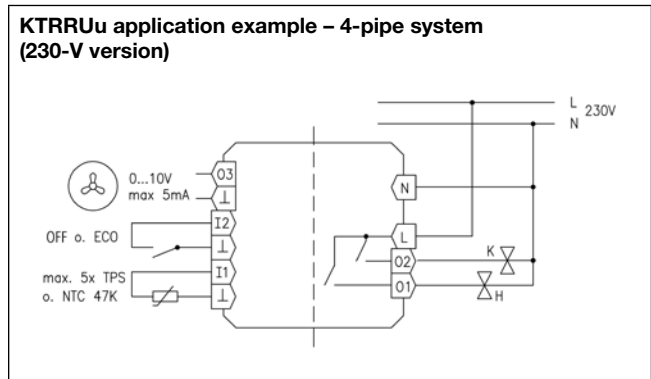 KTRRUu application example – 4-pipe system
(230-V version)
L
230V
N
0...10V
max 5mA
O3
⊥
I2
OFF o. ECO
⊥
max. 5x TPS
I1
o. NTC 47K
⊥
N
L
O2
K
O1
H